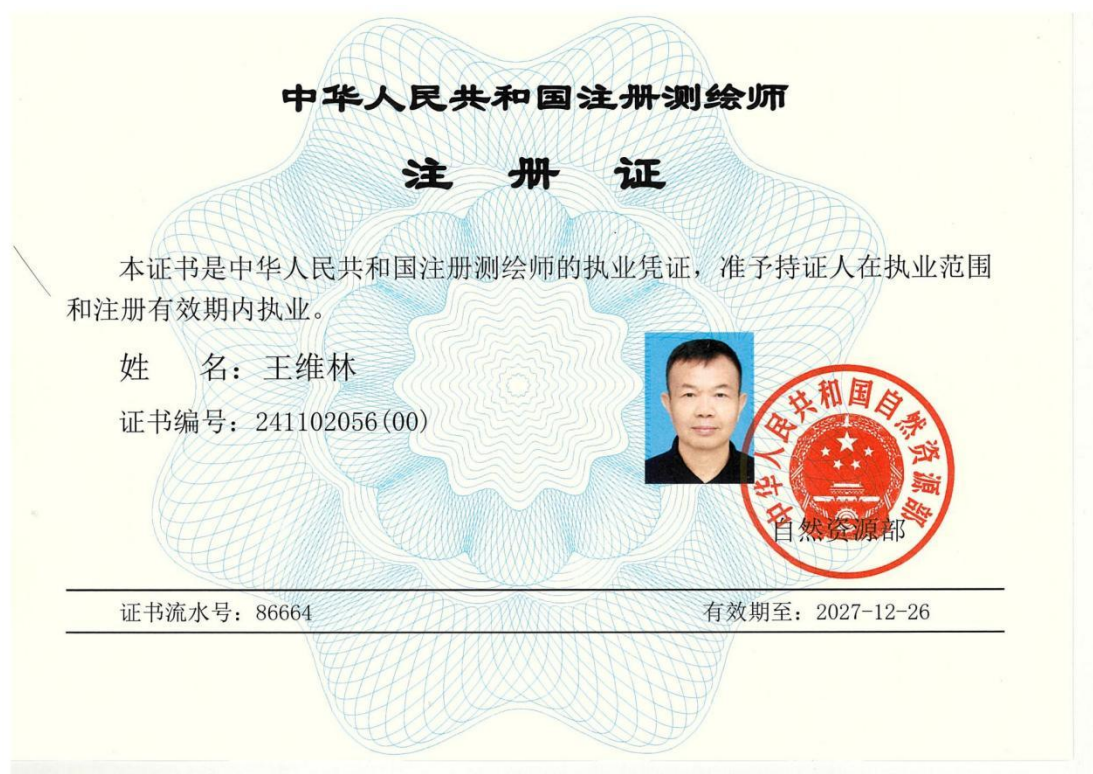 中华人民共和国注册测绘师
注 册 证
本证书是中华人民共和国注册测绘师的执业凭证，准予持证人在执业范围
和注册有效期内执业。
姓 名：王维林
证书编号：241102056(00)
中华人民共和国自然资源部
自然资源部
证书流水号：86664
有效期至：2027-12-26